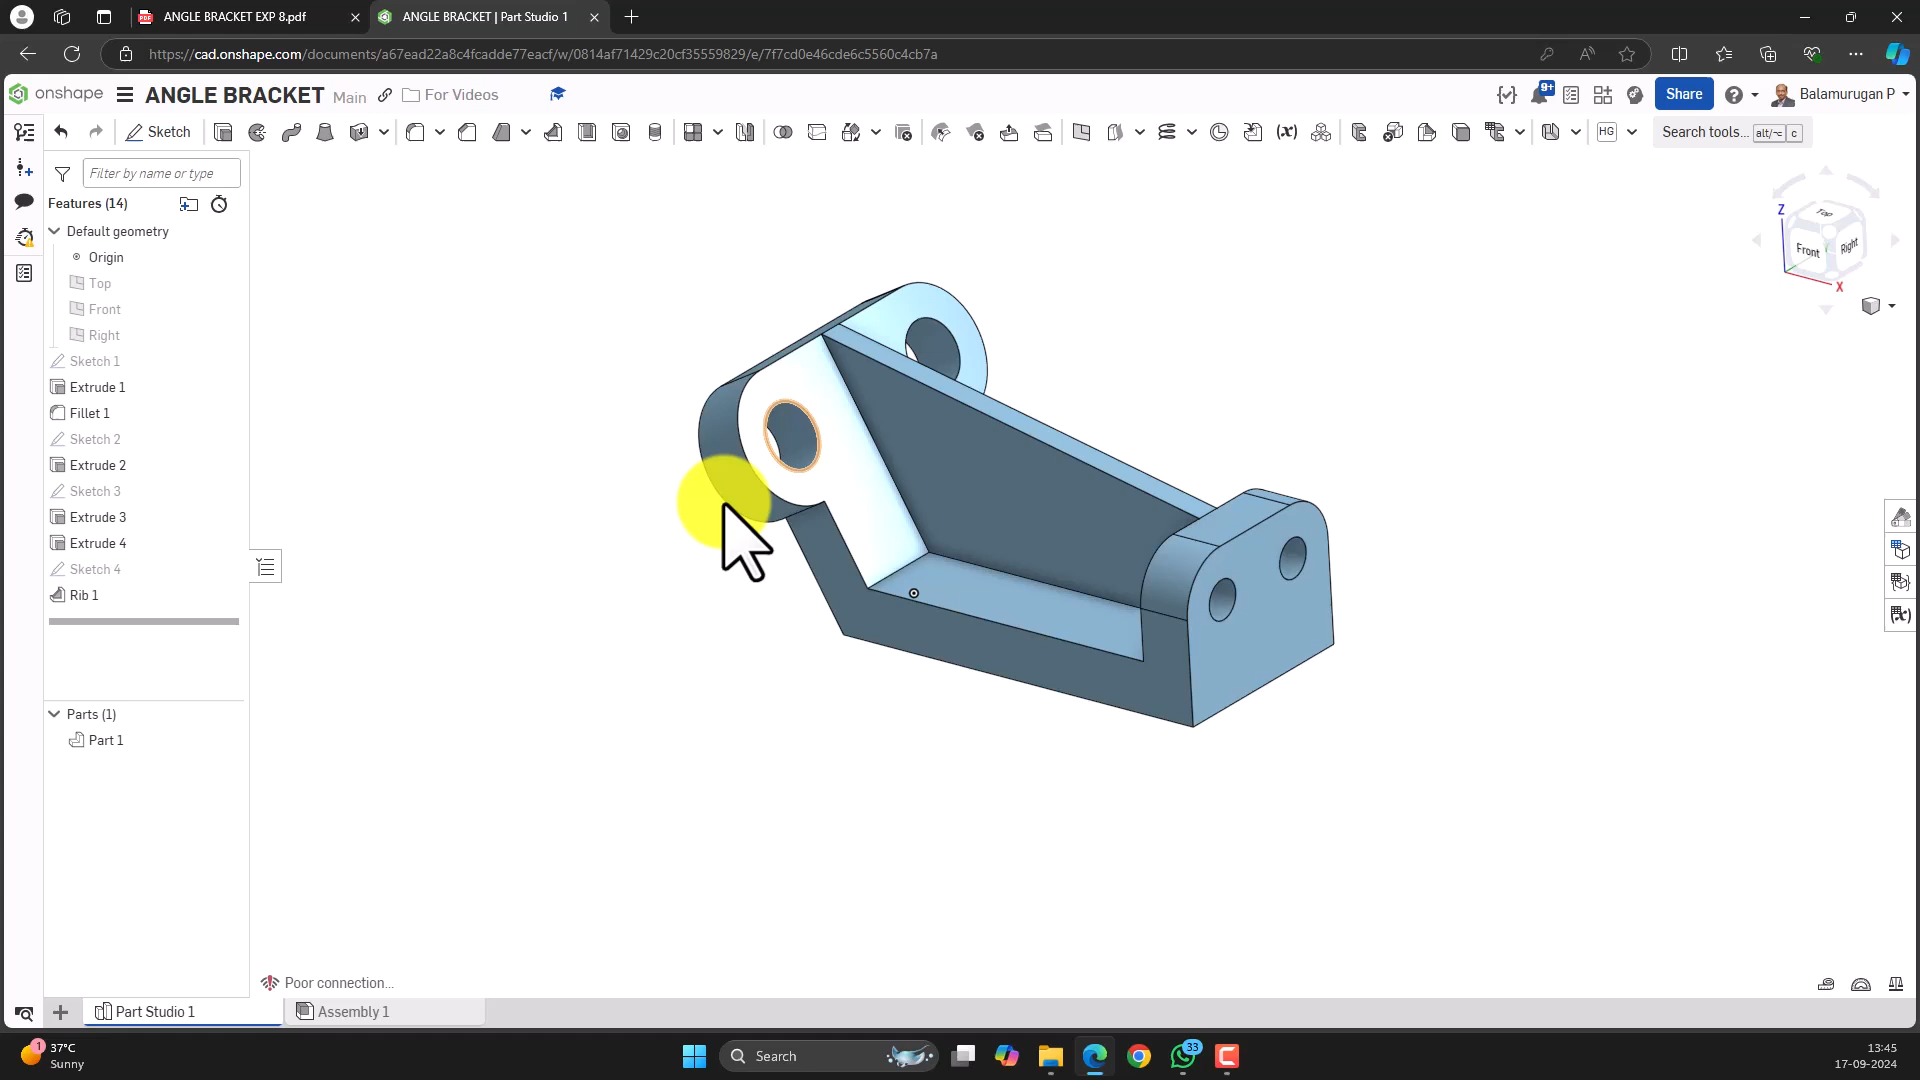 ANGLE BRACKET EXP 8.pdf
ANGLE BRACKET | Part Studio 1
https://cad.onshape.com/documents/a67ead22a8c4fcadde77eacf/w/0814af71429c20cf35559829/e/7f7cd0e46cde6c5560c4cb7a
onshape
ANGLE BRACKET Main
For Videos
9+
Share
Balamurugan P
Sketch
HG
Search tools... alt/⌥ c
Filter by name or type
Features (14)
Default geometry
Origin
Top
Front
Right
Sketch 1
Extrude 1
Fillet 1
Sketch 2
Extrude 2
Sketch 3
Extrude 3
Extrude 4
Sketch 4
Rib 1
Parts (1)
Part 1
Z
Top
Front
Right
X
Poor connection...
Part Studio 1
Assembly 1
1
37°C
Sunny
Search
33
13:45
17-09-2024